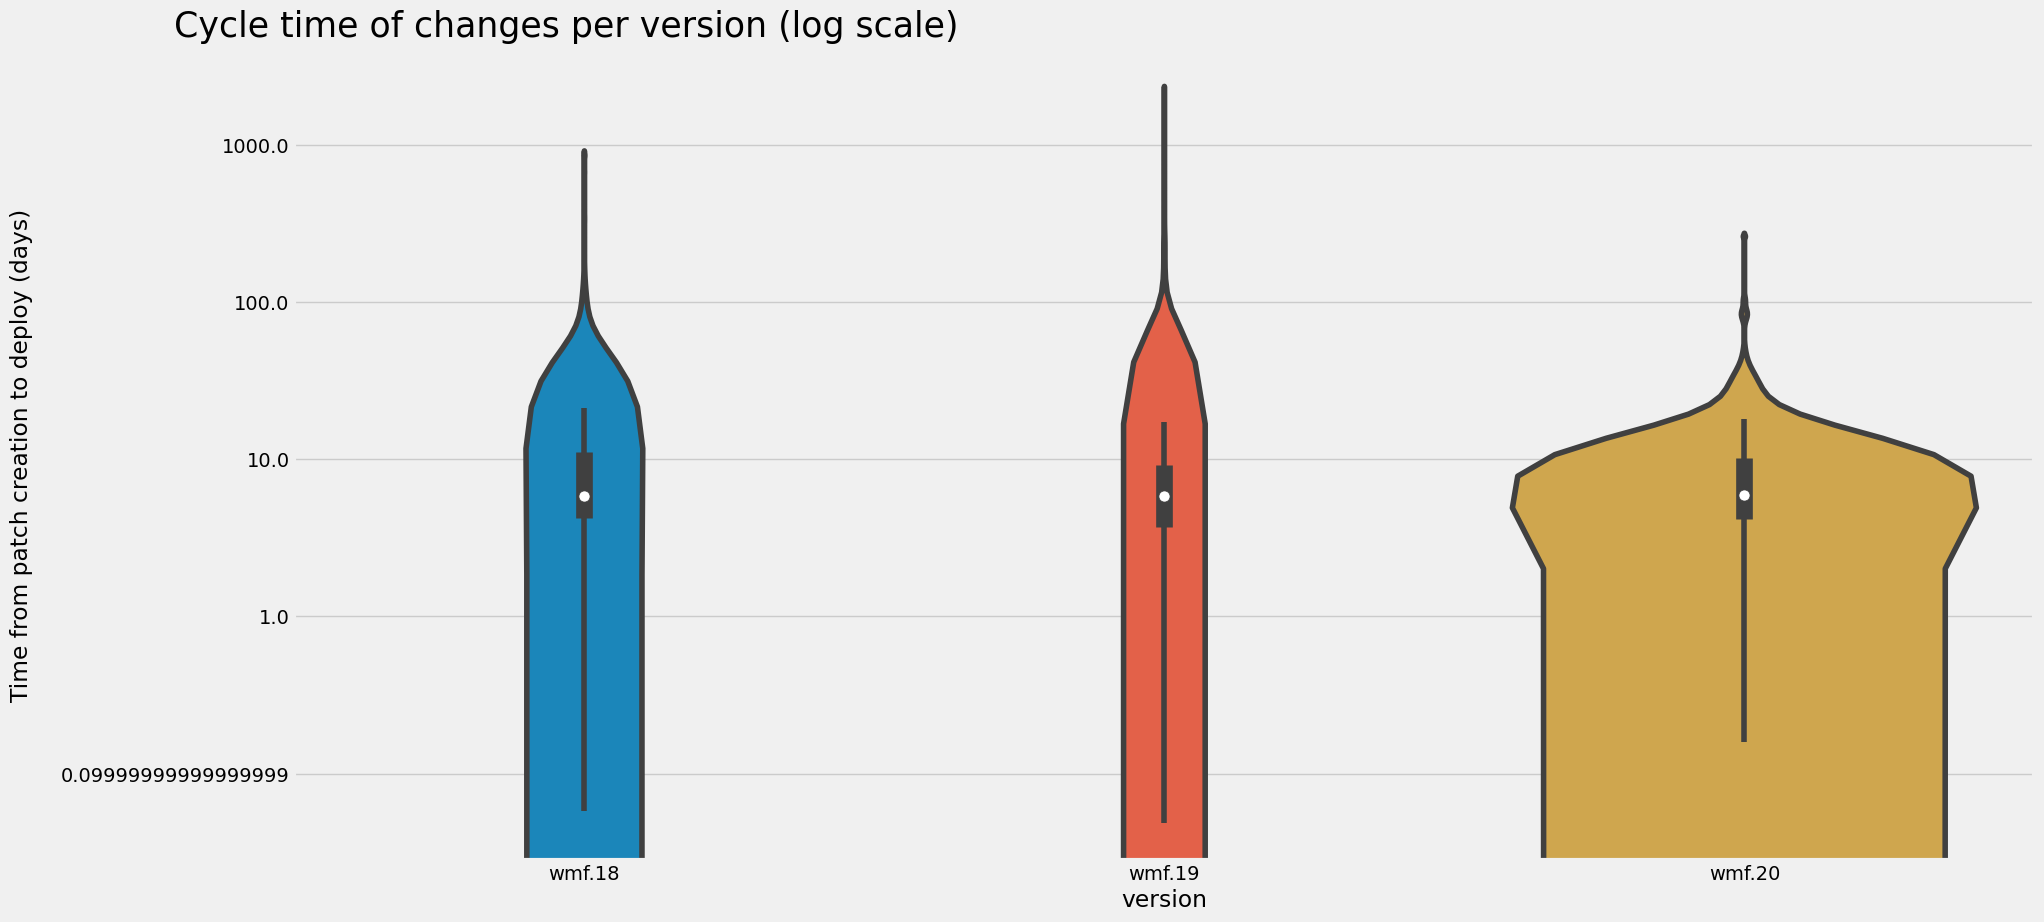 Cycle time of changes per version (log scale)
Time from patch creation to deploy (days)
1000.0
100.0
10.0
1.0
0.09999999999999999
wmf.18
wmf.19
wmf.20
version